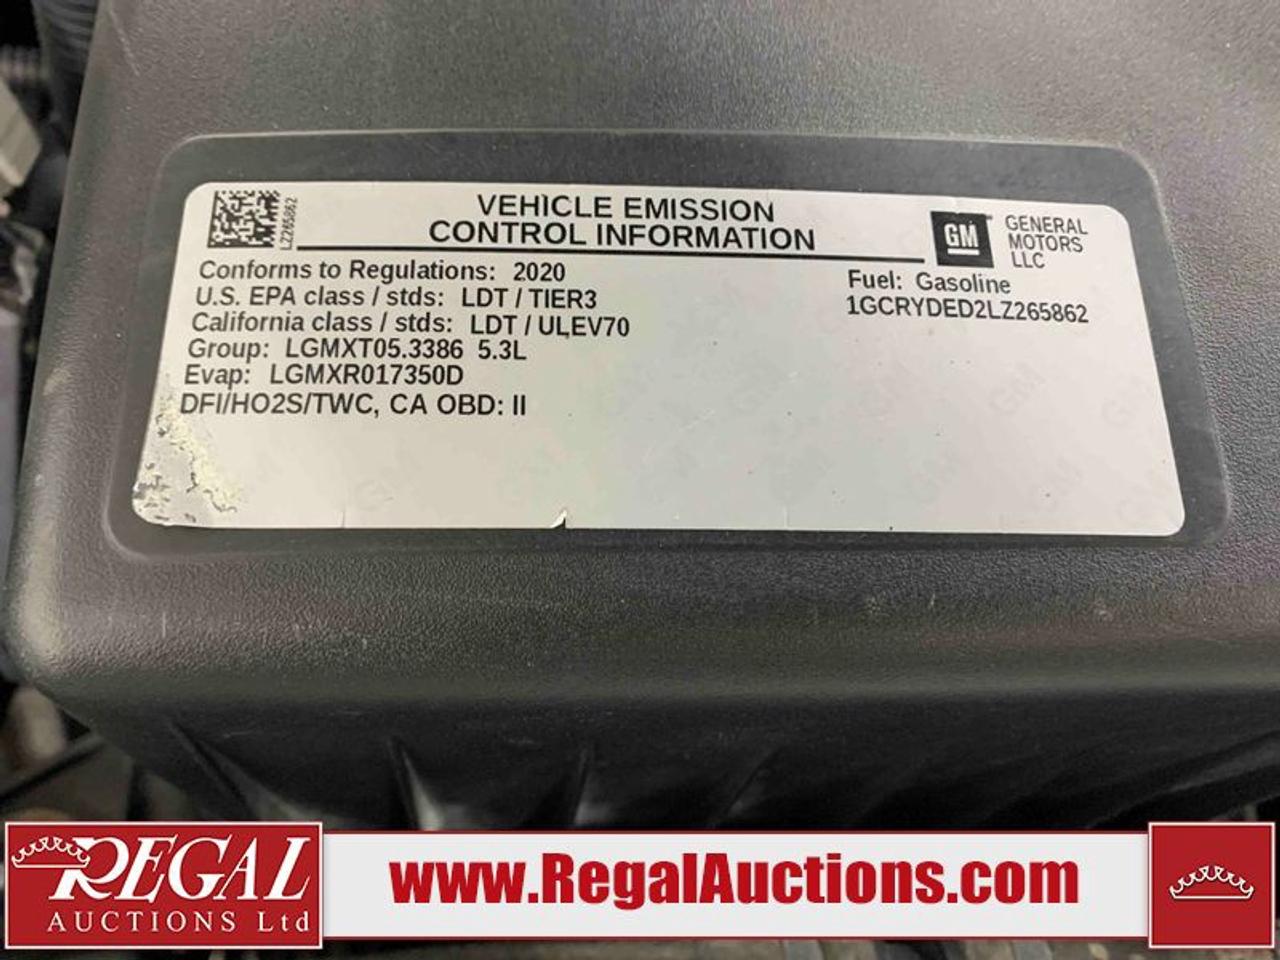 LZ265862
VEHICLE EMISSION
CONTROL INFORMATION
GM
GENERAL
MOTORS
LLC
Conforms to Regulations: 2020
U.S. EPA class / stds: LDT / TIER3
California class / stds: LDT / ULEV70
Group: LGMXT05.3386 5.3L
Evap: LGMXR017350D
DFI/HO2S/TWC, CA OBD: II
Fuel: Gasoline
1GCRYDED2LZ265862
REGAL
AUCTIONS Ltd
www.RegalAuctions.com